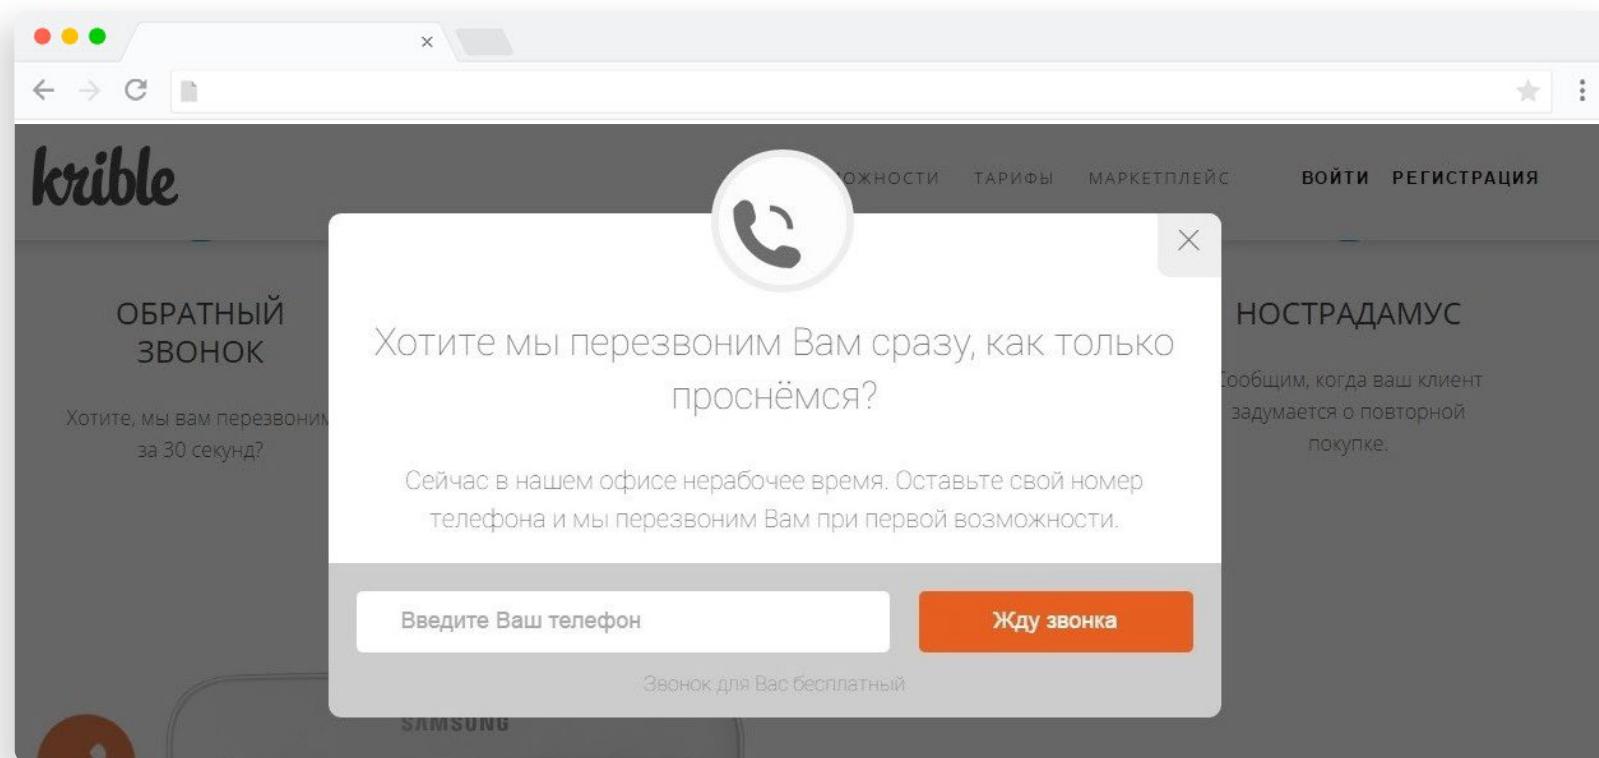 krible
ТАРИФЫ МАРКЕТПЛЕЙС ВОЙТИ РЕГИСТРАЦИЯ
ОБРАТНЫЙ
ЗВОНОК
Хотите, мы вам перезвоним
за 30 секунд?
Хотите мы перезвоним Вам сразу, как только
проснёмся?
Сейчас в нашем офисе нерабочее время. Оставьте свой номер
телефона и мы перезвоним Вам при первой возможности.
Введите Ваш телефон
Жду звонка
Звонок для Вас бесплатный
НОСТРАДАМУС
Сообщим, когда ваш клиент
задумается о повторной
покупке.
SAMSUNG